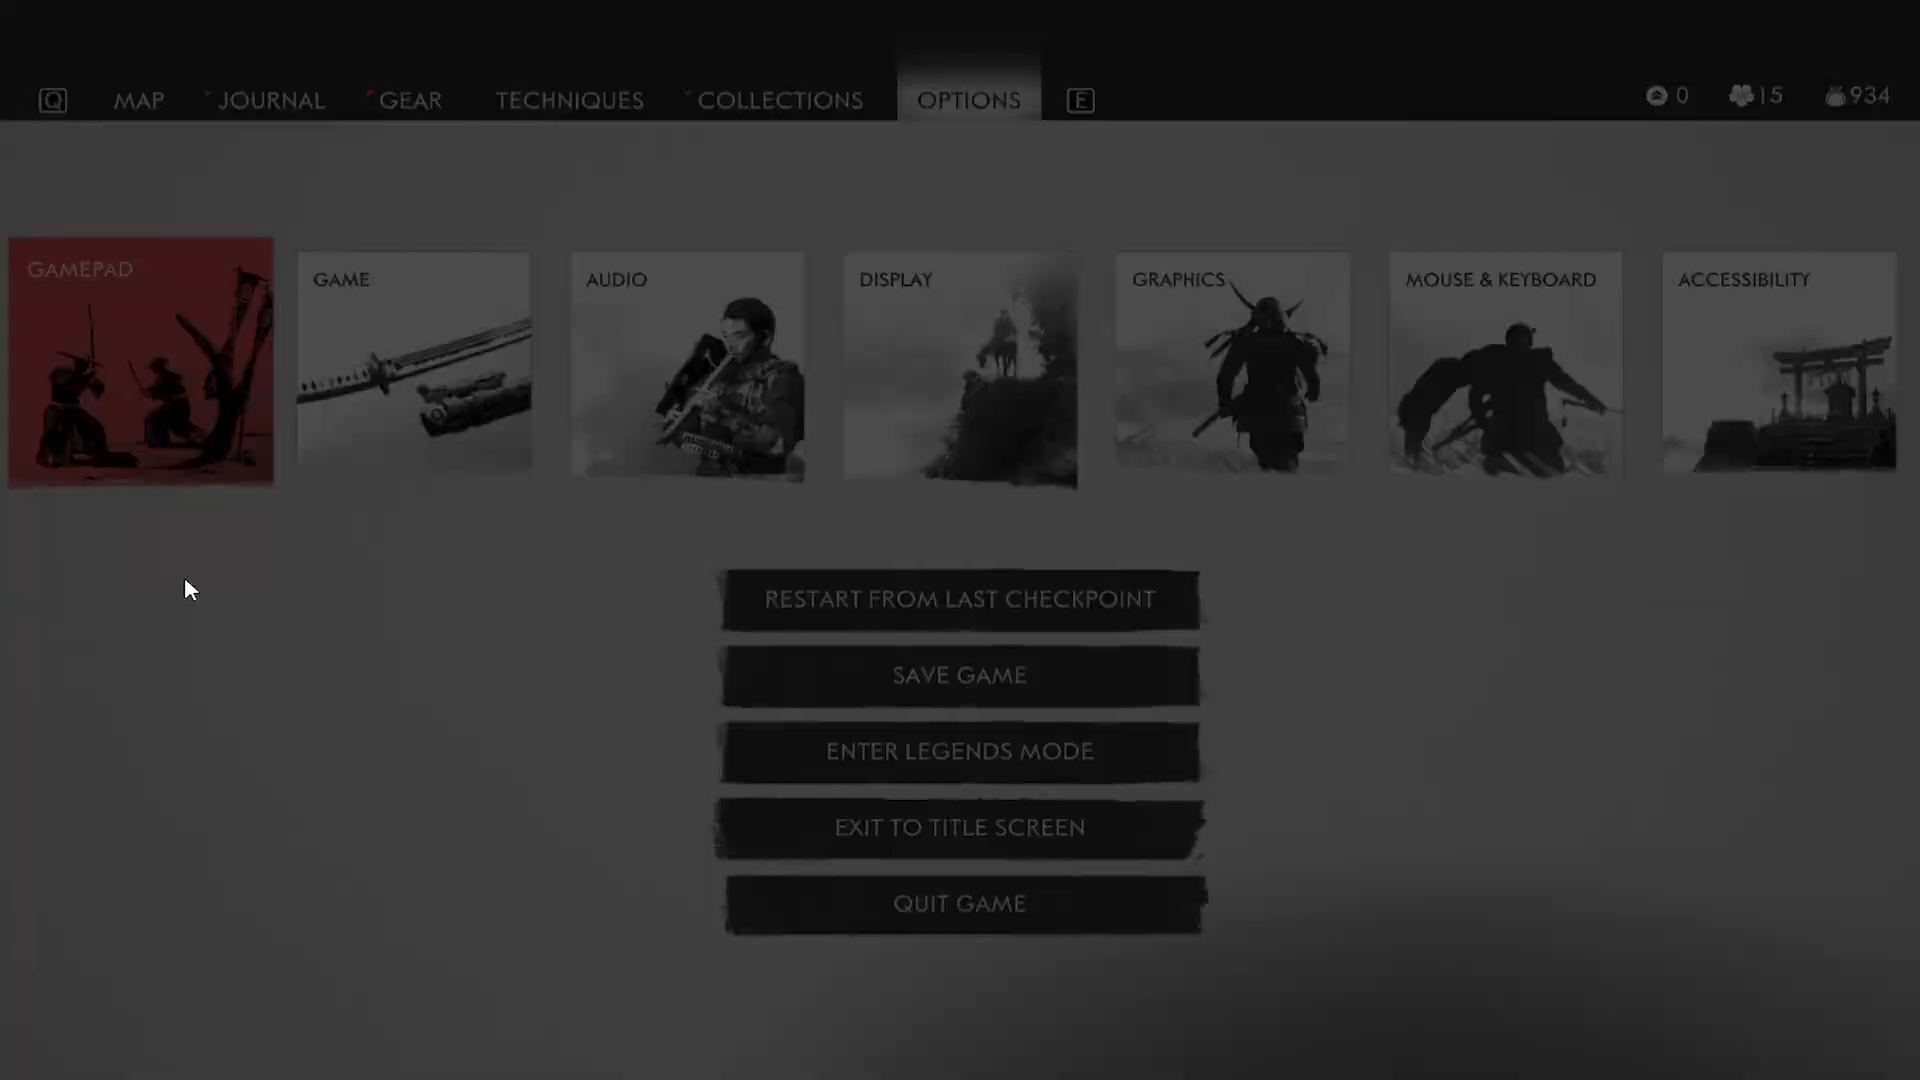 Q MAP JOURNAL GEAR TECHNIQUES COLLECTIONS OPTIONS E 0 15 934
GAMEPAD
GAME
AUDIO
DISPLAY
GRAPHICS
MOUSE & KEYBOARD
ACCESSIBILITY
RESTART FROM LAST CHECKPOINT
SAVE GAME
ENTER LEGENDS MODE
EXIT TO TITLE SCREEN
QUIT GAME